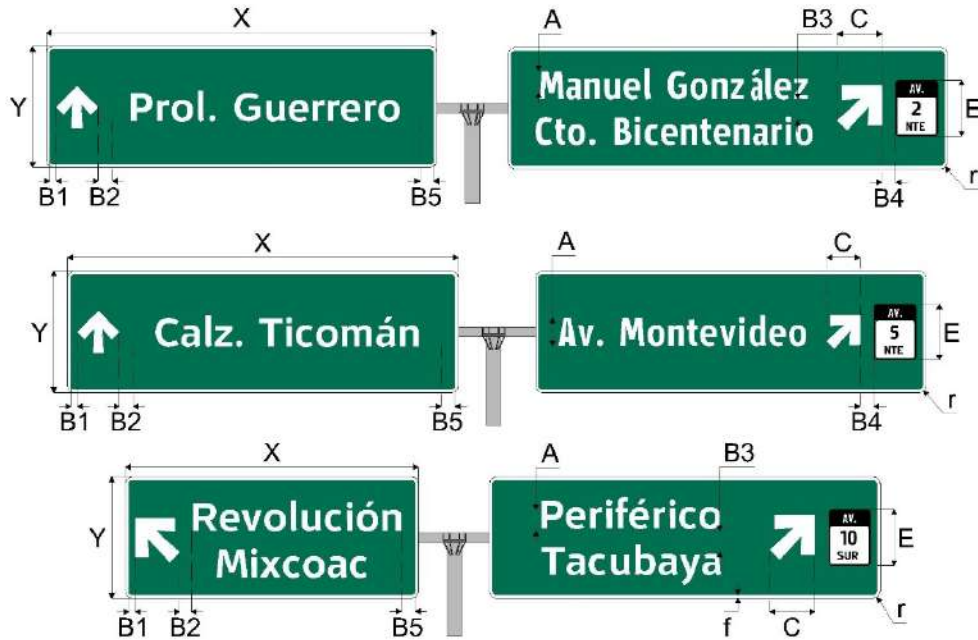 X
A
B3
C
Y
Prol. Guerrero
Manuel González
Cto. Bicentenario
AV.
2
NTE
E
B1
B2
B5
B4
r
X
A
C
Y
Calz. Ticomán
Av. Montevideo
AV.
5
NTE
E
B1
B2
B5
B4
r
X
A
B3
Y
Revolución
Mixcoac
Periférico
Tacubaya
AV.
10
SUR
E
B1
B2
B5
f
C
r